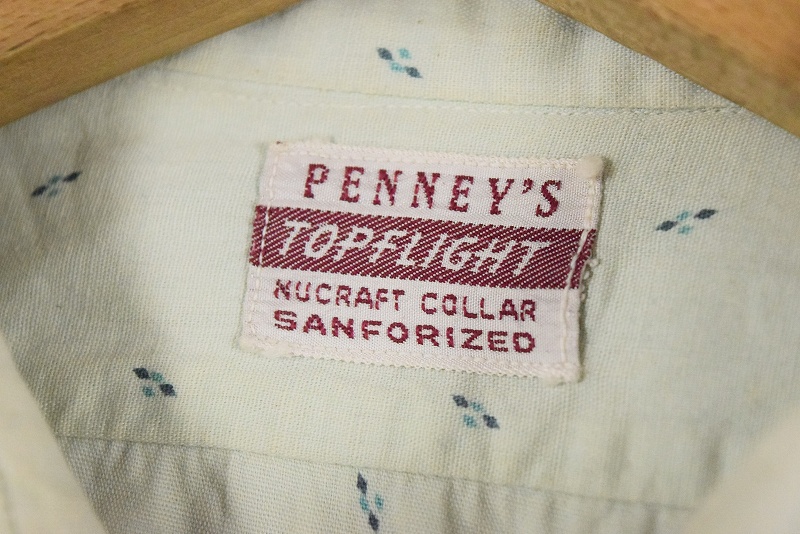 PENNEY'S
TOPFLIGHT
NUCRAFT COLLAR
SANFORIZED